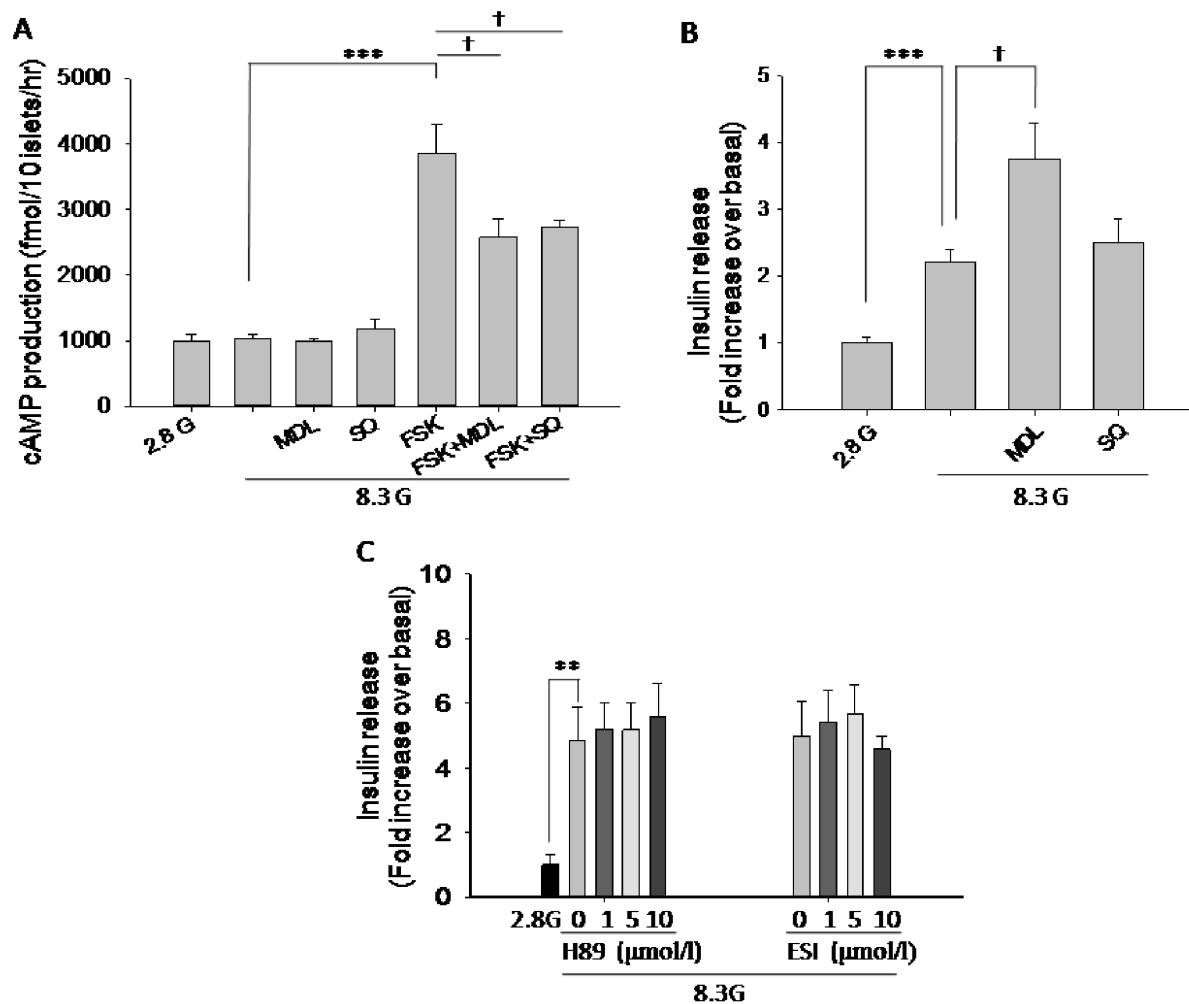 A
cAMP production (fmol/10 islets/hr)
5000
4000
3000
2000
1000
0
***
†
†
2.8 G
MDL
SQ
FSK
FSK+MDL
FSK+SQ
8.3 G
B
Insulin release
(Fold increase over basal)
5
4
3
2
1
0
***
†
2.8 G
MDL
SQ
8.3 G
C
Insulin release
(Fold increase over basal)
10
8
6
4
2
0
**
2.8G 0 1 5 10 0 1 5 10
H89 (μmol/l) ESI (μmol/l)
8.3G